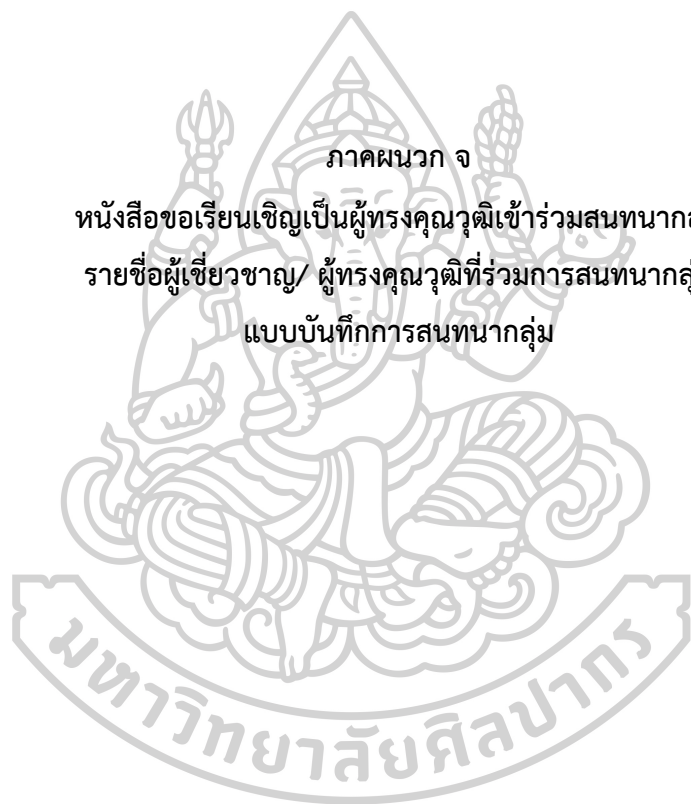 ภาคผนวก จ
หนังสือขอเรียนเชิญเป็นผู้ทรงคุณวุฒิเข้าร่วมสนทนา
รายชื่อผู้เชี่ยวชาญ/ ผู้ทรงคุณวุฒิที่ร่วมการสนทนา
แบบบันทึกการสนทนากลุ่ม
มหาวิทยาลัยศิลปากร